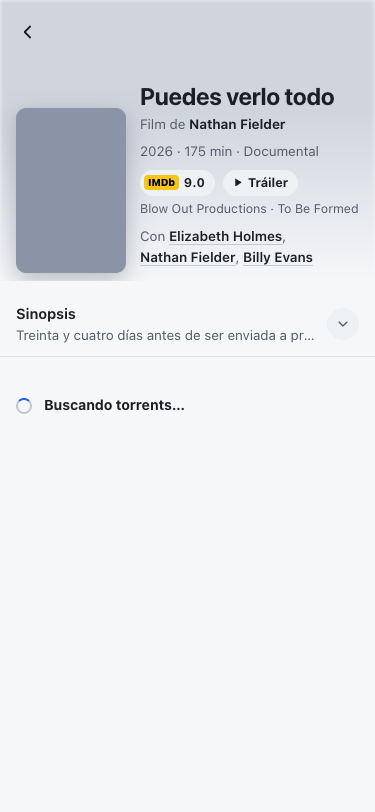 Puedes verlo todo
Film de Nathan Fielder
2026 · 175 min · Documental
IMDb 9.0 Tráiler
Blow Out Productions · To Be Formed
Con Elizabeth Holmes,
Nathan Fielder, Billy Evans
Sinopsis
Treinta y cuatro días antes de ser enviada a pr...
Buscando torrents...